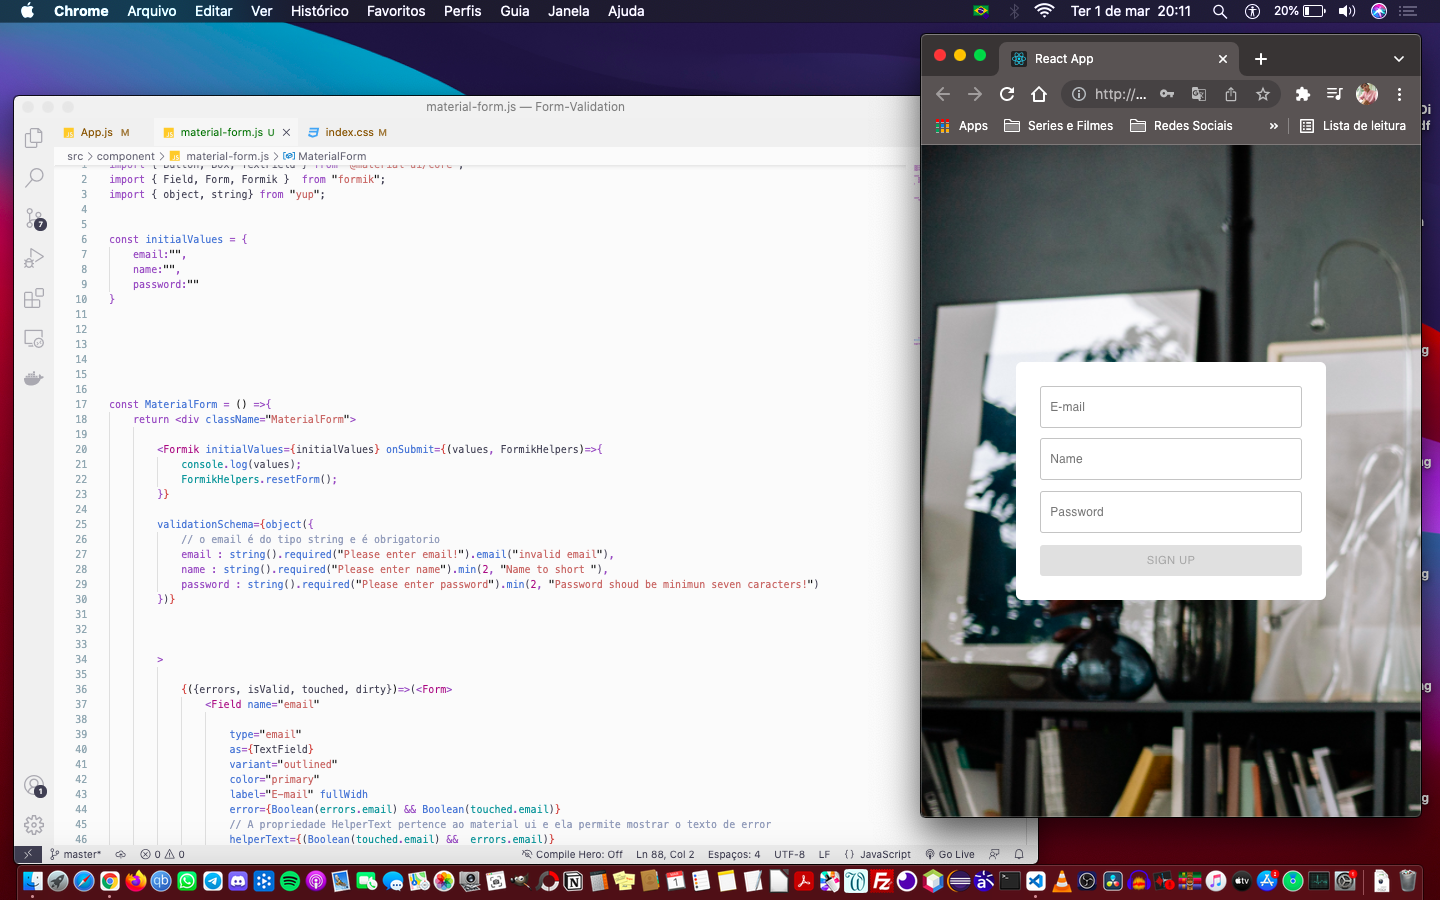 Chrome Arquivo Editar Ver Histórico Favoritos Perfis Guia Janela Ajuda
Ter 1 de mar 20:11
20%
material-form.js — Form-Validation
App.js M
material-form.js U
index.css M
src > component > material-form.js > MaterialForm
1 import { Button, Box, TextField } from "@material-ui/core";
2 import { Field, Form, Formik } from "formik";
3 import { object, string} from "yup";
4
5
6 const initialValues = {
7 email:"",
8 name:"",
9 password:""
10 }
11
12
13
14
15
16
17 const MaterialForm = () =>{
18 return <div className="MaterialForm">
19
20 <Formik initialValues={initialValues} onSubmit={(values, FormikHelpers)=>{
21 console.log(values);
22 FormikHelpers.resetForm();
23 }}
24
25 validationSchema={object({
26 // o email é do tipo string e é obrigatorio
27 email : string().required("Please enter email!").email("invalid email"),
28 name : string().required("Please enter name").min(2, "Name to short "),
29 password : string().required("Please enter password").min(2, "Password shoud be minimun seven caracters!")
30 })}
31
32
33
34 >
35
36 {({errors, isValid, touched, dirty})=>(<Form>
37 <Field name="email"
38
39 type="email"
40 as={TextField}
41 variant="outlined"
42 color="primary"
43 label="E-mail" fullWidh
44 error={Boolean(errors.email) && Boolean(touched.email)}
45 // A propriedade HelperText pertence ao material ui e ela permite mostrar o texto de error
46 helperText={(Boolean(touched.email) && errors.email)}
7
1
master*
0 0
Compile Hero: Off
Ln 88, Col 2
Espaços: 4
UTF-8
LF
{} JavaScript
Go Live
React App
http://...
Apps
Series e Filmes
Redes Sociais
»
Lista de leitura
E-mail
Name
Password
SIGN UP